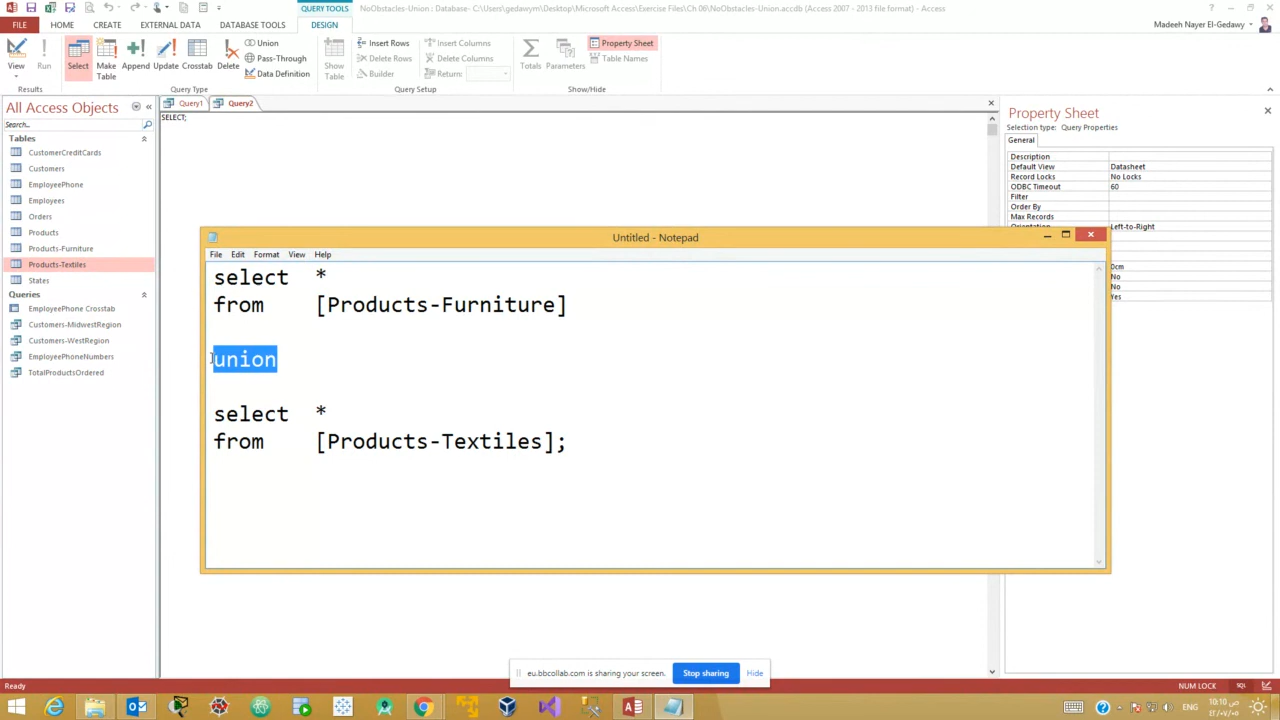 QUERY TOOLS
NoObstacles-Union : Database- C:\Users\gedawym\Desktop\Microsoft Access\Exercise Files\Ch 06\NoObstacles-Union.accdb (Access 2007 - 2013 file format) - Access
FILE HOME CREATE EXTERNAL DATA DATABASE TOOLS DESIGN
Madeeh Nayer El-Gedawy
View Run Select Make Table Append Update Crosstab Delete
Union
Pass-Through
Data Definition
Show Table
Insert Rows
Delete Rows
Builder
Insert Columns
Delete Columns
Return:
Totals Parameters
Property Sheet
Table Names
Results Query Type Query Setup Show/Hide
All Access Objects
Search...
Tables
CustomerCreditCards
Customers
EmployeePhone
Employees
Orders
Products
Products-Furniture
Products-Textiles
States
Queries
EmployeePhone Crosstab
Customers-MidwestRegion
Customers-WestRegion
EmployeePhoneNumbers
TotalProductsOrdered
Query1 Query2
SELECT;
Property Sheet
Selection type: Query Properties
General
Description
Default View Datasheet
Record Locks No Locks
ODBC Timeout 60
Filter
Order By
Max Records
Orientation Left-to-Right
0cm
No
No
Yes
Untitled - Notepad
File Edit Format View Help
select *
from [Products-Furniture]
union
select *
from [Products-Textiles];
eu.bbcollab.com is sharing your screen. Stop sharing Hide
Ready
NUM LOCK SQL
ENG